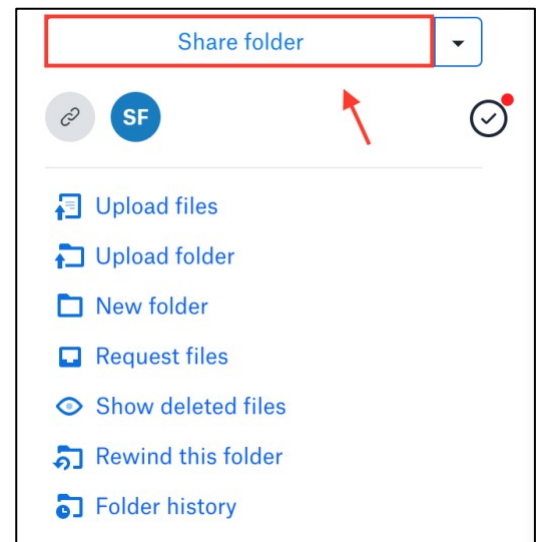 Share folder
SF
Upload files
Upload folder
New folder
Request files
Show deleted files
Rewind this folder
Folder history